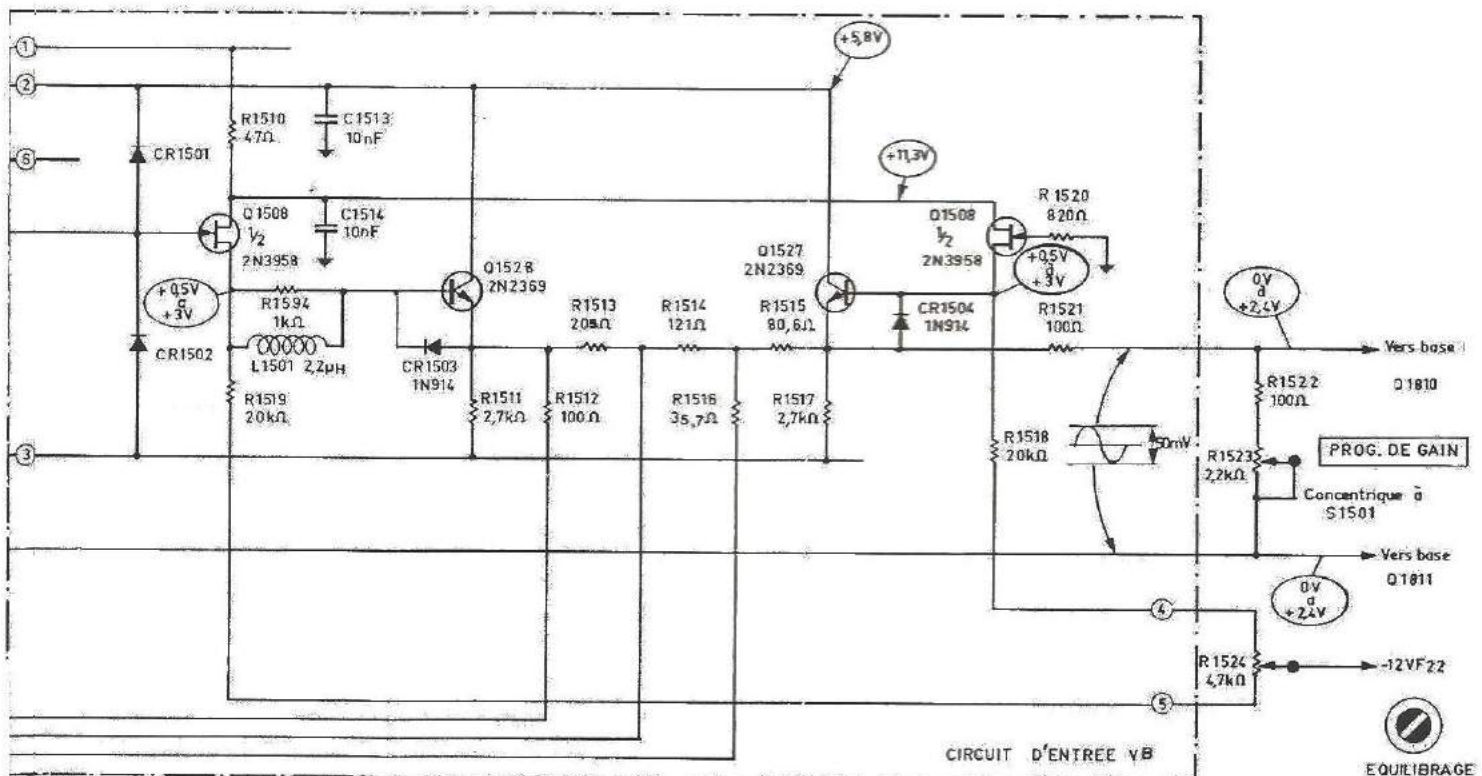 +5,8V
1
2
R1510
47Ω
C1513
10nF
CR1501
6
+11,3V
R1520
820Ω
Q1508
1/2
2N3958
C1514
10nF
Q1508
1/2
2N3958
Q1527
2N2369
Q1528
2N2369
+0,5V
à
+3V
+0,5V
à
+3V
0V
à
+2,4V
R1594
1kΩ
R1513
R1514
121Ω
R1515
80,6Ω
CR1504
1N914
R1521
100Ω
CR1502
L1501 2,2μH
CR1503
1N914
Vers base
Q1810
R1519
20kΩ
R1511
2,7kΩ
R1512
100Ω
R1516
35,7Ω
R1517
2,7kΩ
R1522
100Ω
R1518
20kΩ
50mV
3
R1523
2,2kΩ
PROG. DE GAIN
Concentrique à
S1501
Vers base
Q1811
0V
à
+2,4V
4
R1524
4,7kΩ
-12VF22
5
CIRCUIT D'ENTRÉE VB
EQUILIBRAGE